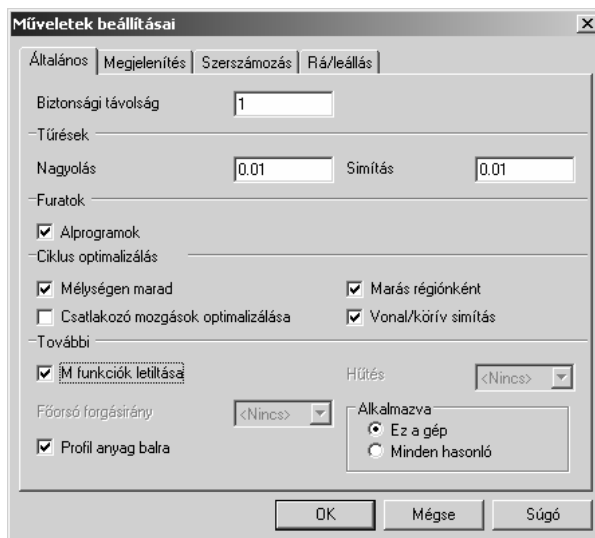 Műveletek beállításai
Általános Megjelenítés Szerszámozás Rá/leállás
Biztonsági távolság 1
Tűrések
Nagyolás 0.01 Simítás 0.01
Furatok
Alprogramok
Ciklus optimalizálás
Mélységen marad Marás régiónként
Csatlakozó mozgások optimalizálása Vonal/körív simítás
További
M funkciók letiltása Hűtés <Nincs>
Főorsó forgásirány <Nincs>
Alkalmazva
Ez a gép
Profil anyag balra Minden hasonló
OK Mégse Súgó